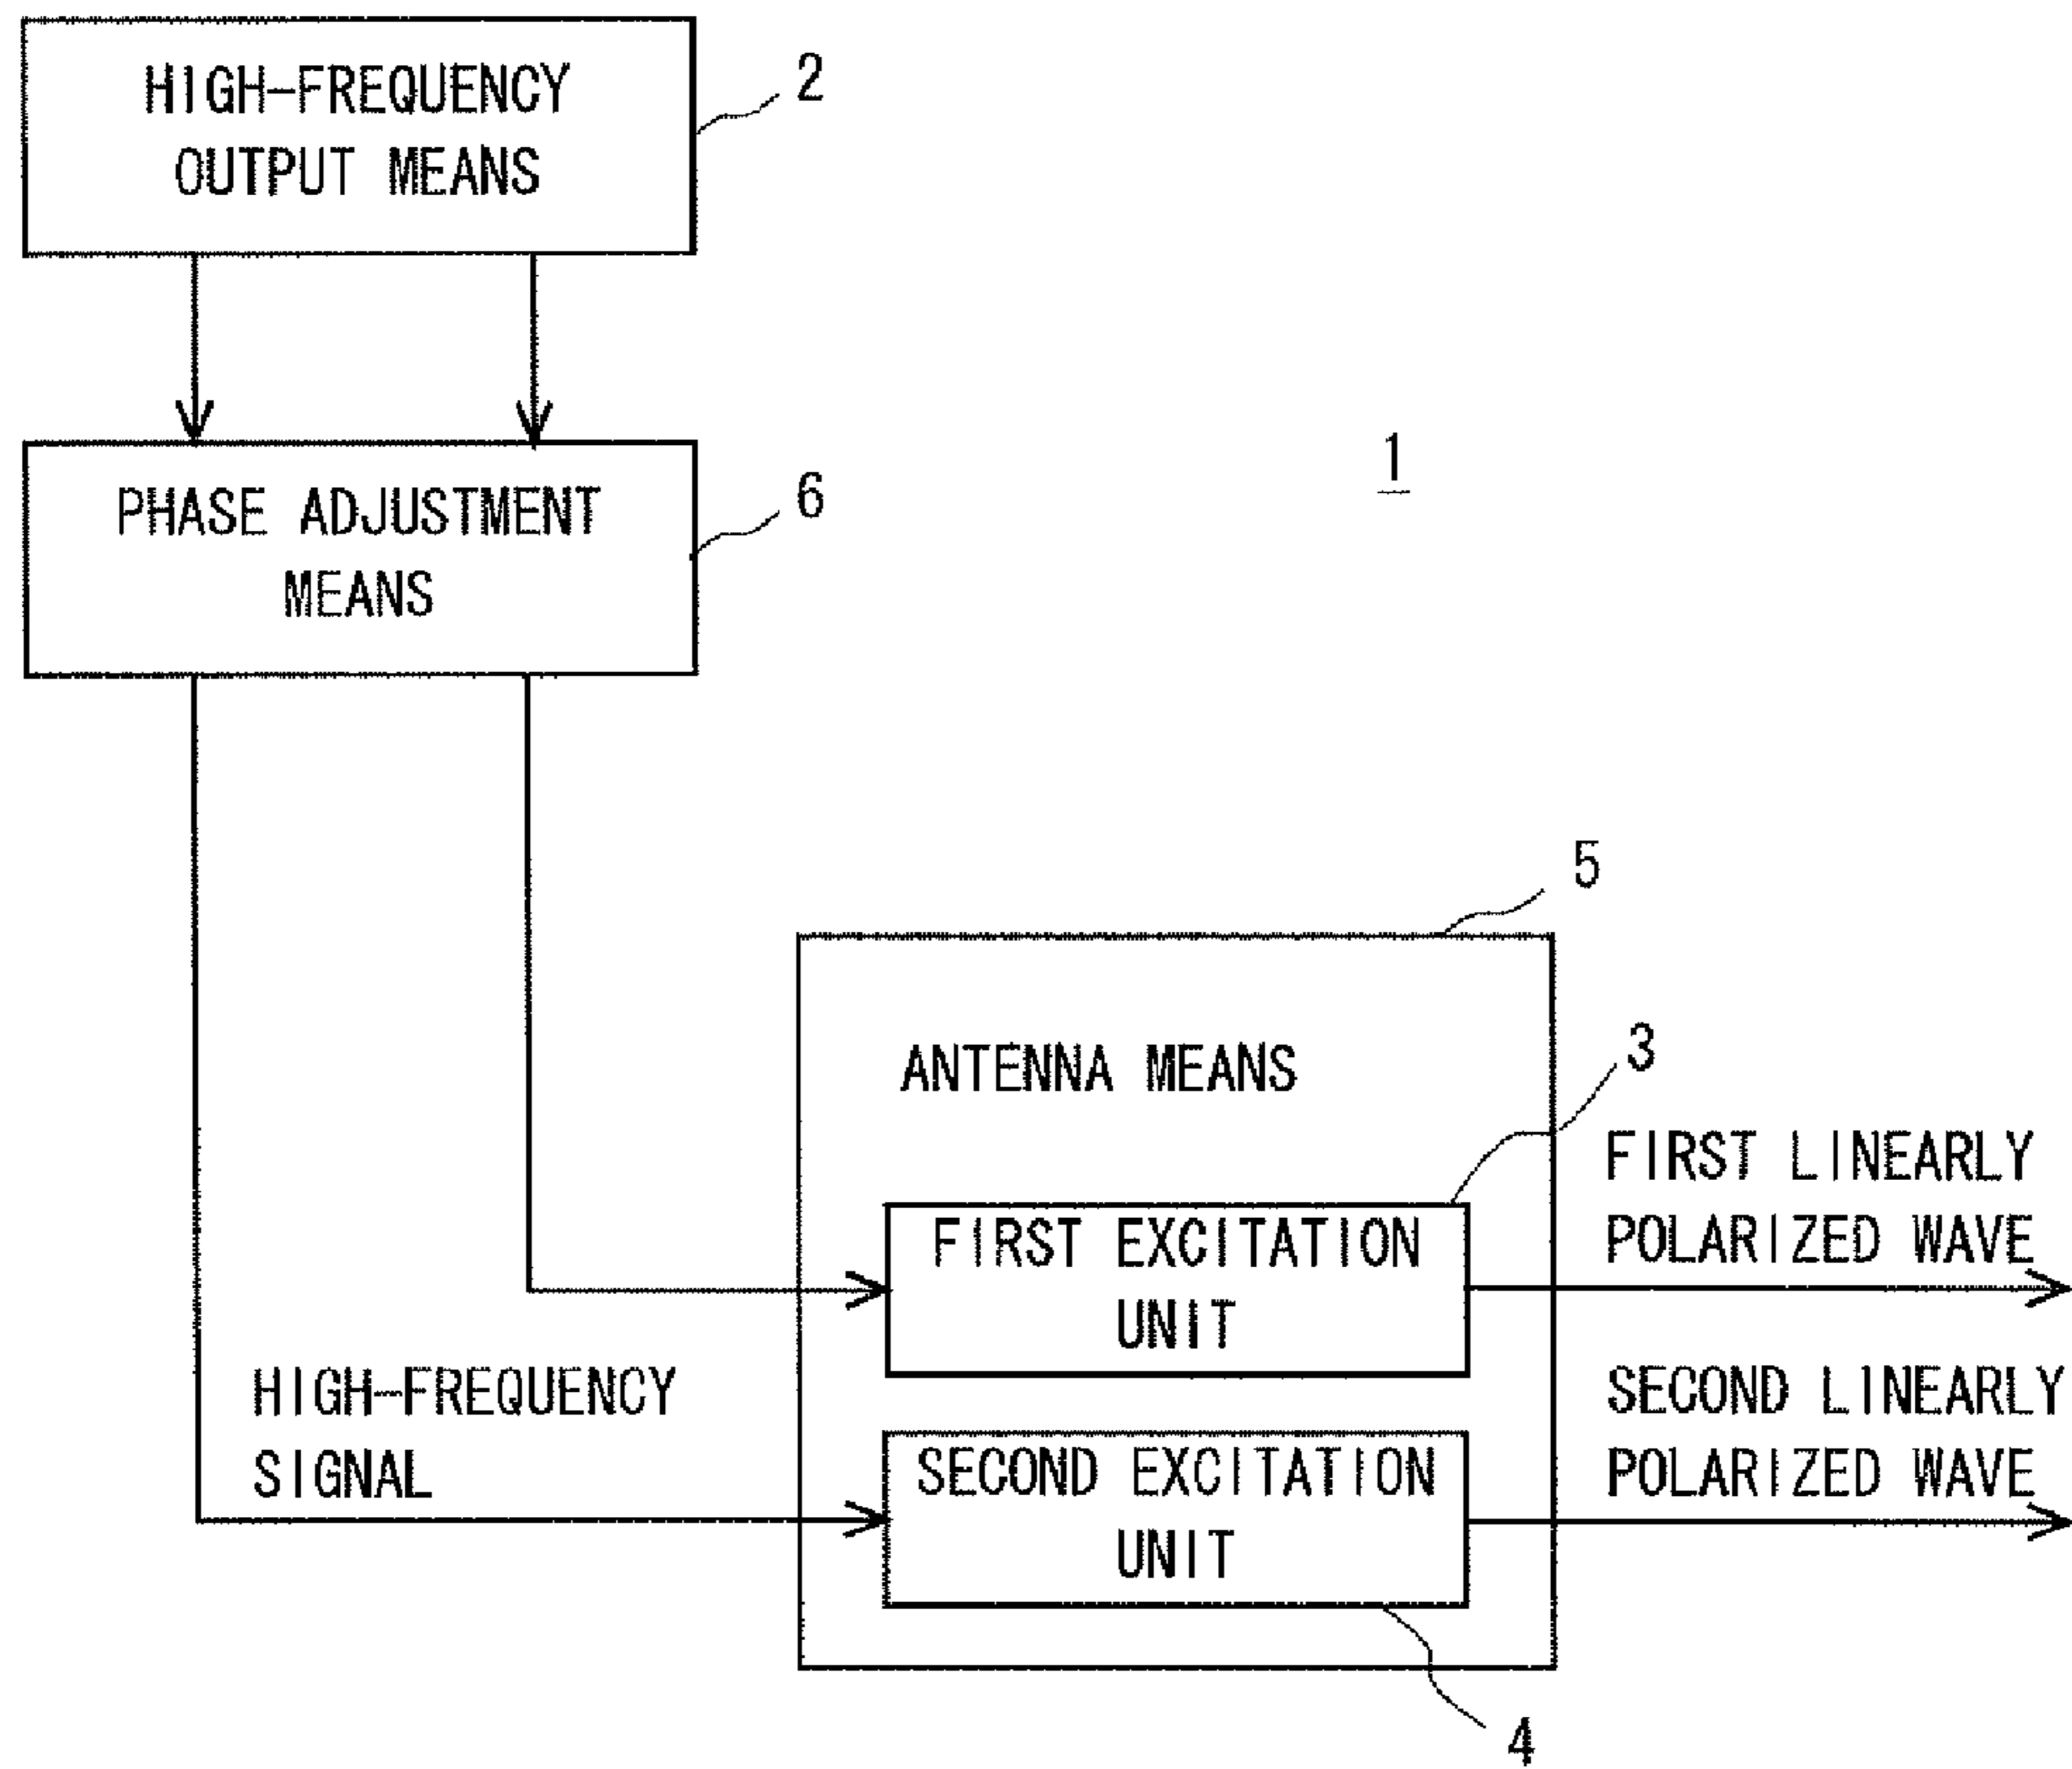 HIGH-FREQUENCY
OUTPUT MEANS
2
1
PHASE ADJUSTMENT
MEANS
6
5
ANTENNA MEANS
3
FIRST LINEARLY
POLARIZED WAVE
FIRST EXCITATION
UNIT
HIGH-FREQUENCY
SIGNAL
SECOND LINEARLY
POLARIZED WAVE
SECOND EXCITATION
UNIT
4